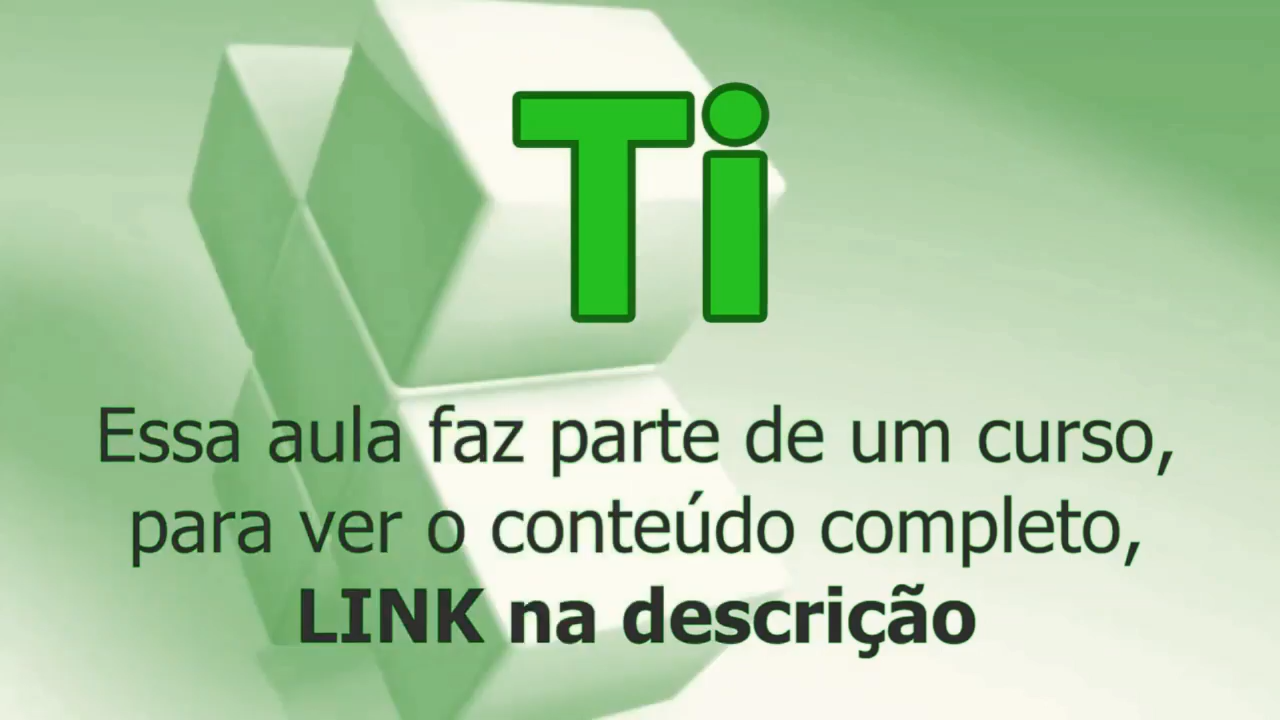 Ti
Essa aula faz parte de um curso,
para ver o conteúdo completo,
LINK na descrição